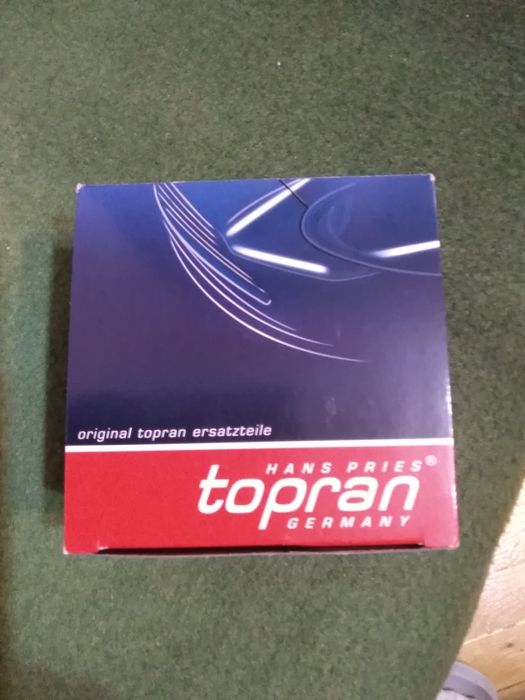 original topran ersatzteile
HANS PRIES®
topran
GERMANY